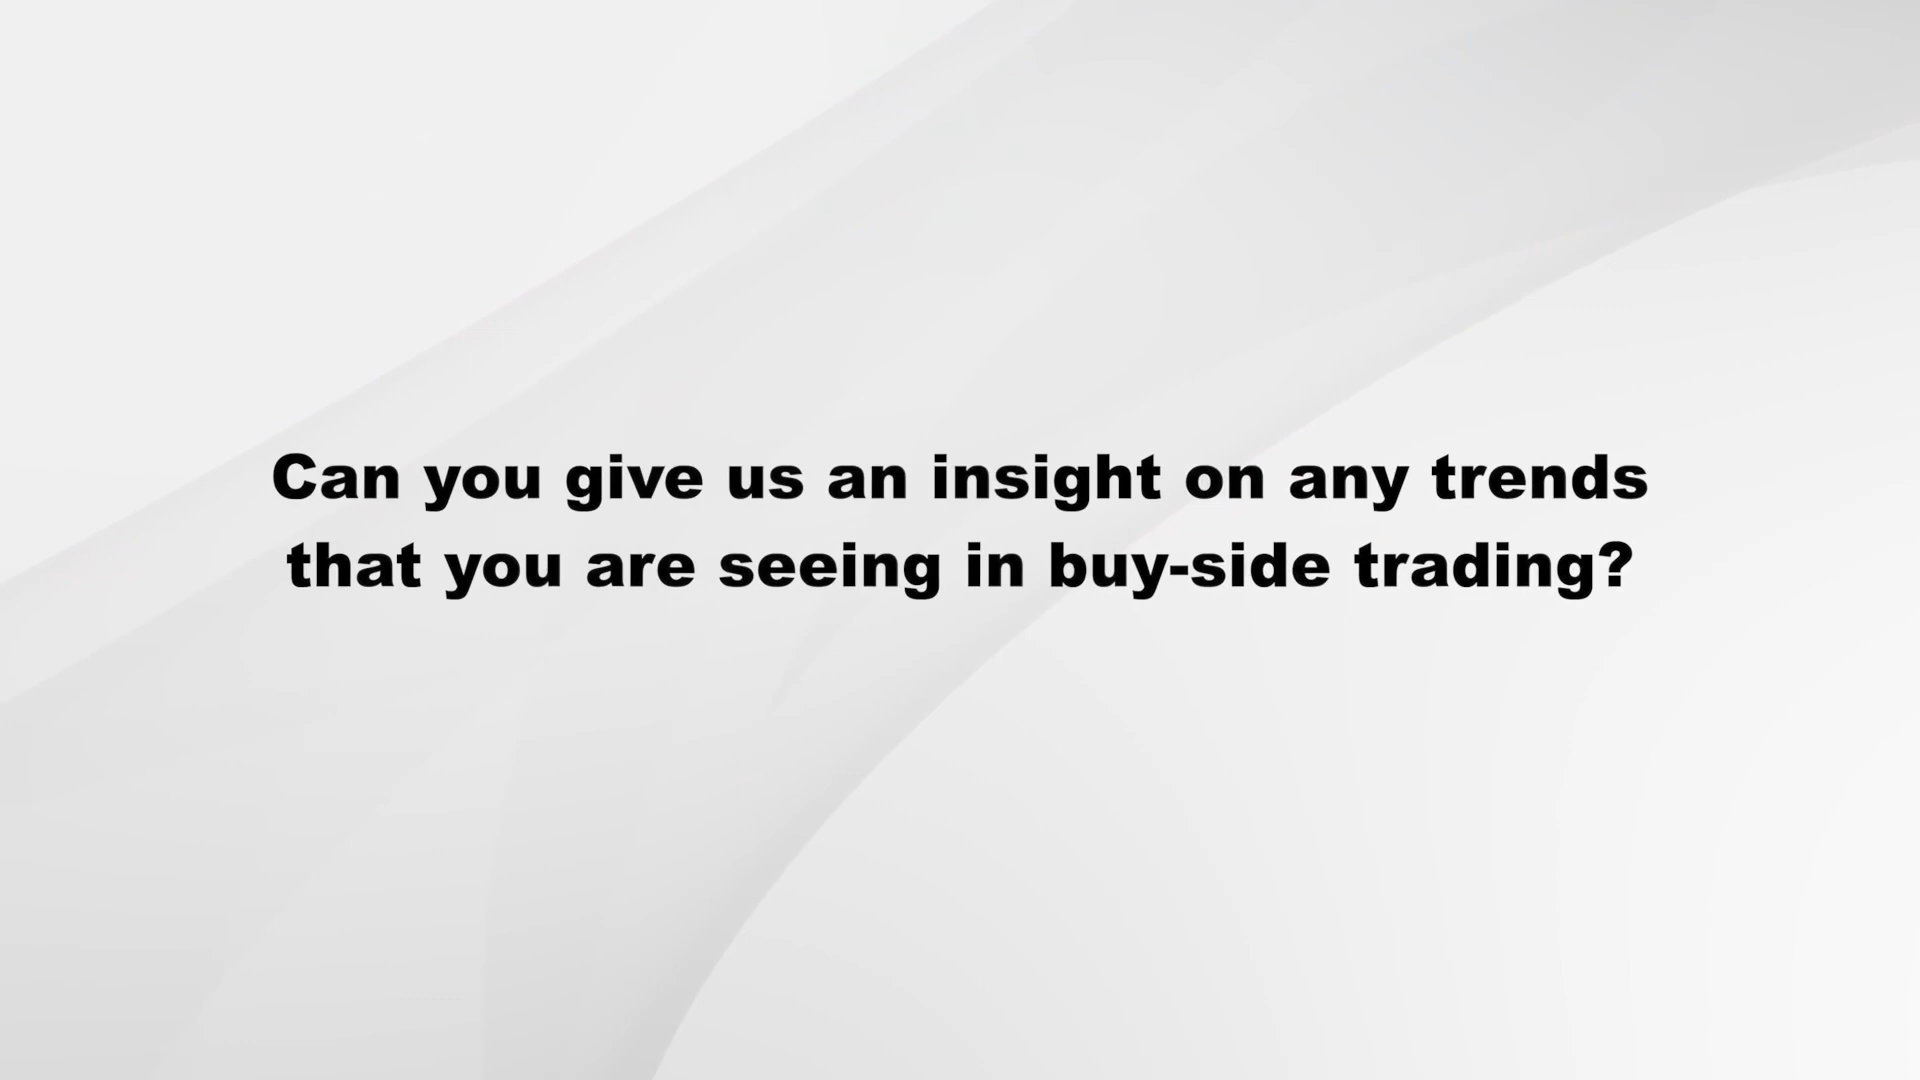 Can you give us an insight on any trends
that you are seeing in buy-side trading?